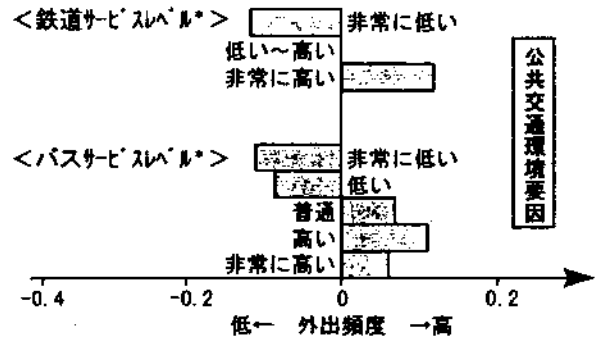 <鉄道ｻｰﾋﾞｽﾚﾍﾞﾙ*>
非常に低い
低い～高い
非常に高い
公共交通環境要因
<バスｻｰﾋﾞｽﾚﾍﾞﾙ*>
非常に低い
低い
普通
高い
非常に高い
-0.4 -0.2 0 0.2
低← 外出頻度 →高